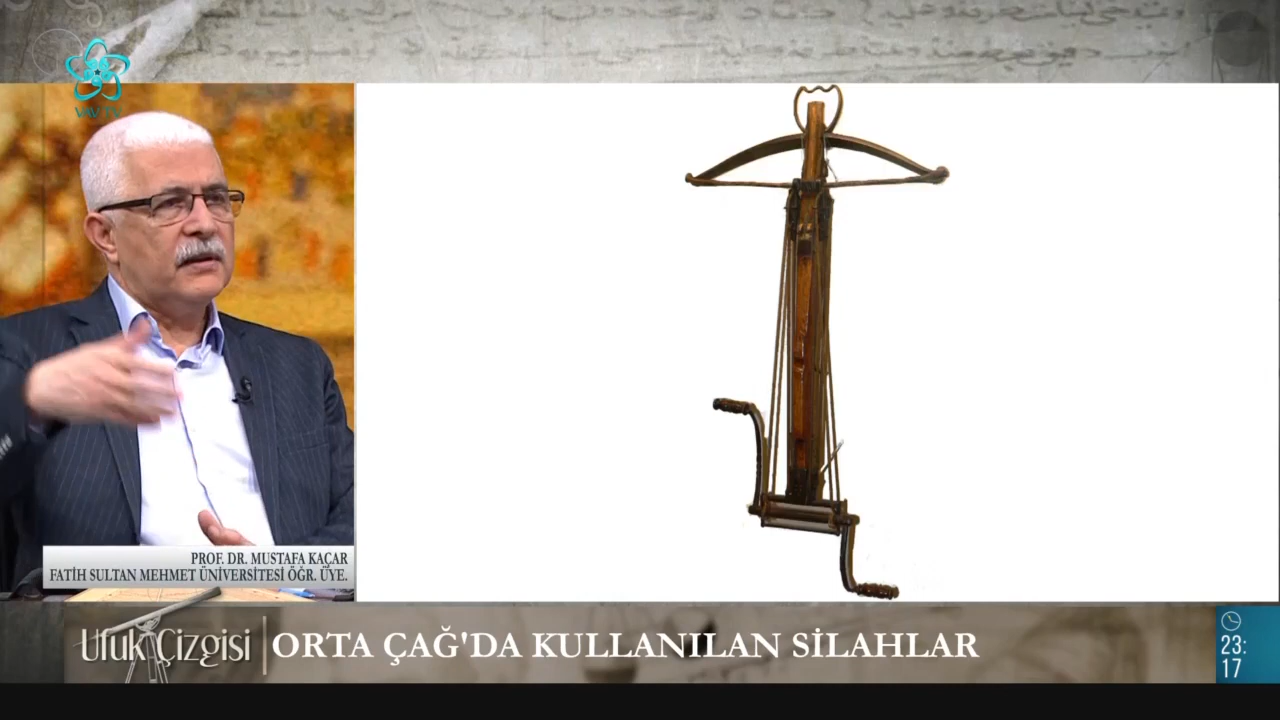 VAV TV
PROF. DR. MUSTAFA KAÇAR
FATİH SULTAN MEHMET ÜNİVERSİTESİ ÖĞR. ÜYE.
Ufuk Çizgisi
ORTA ÇAĞ'DA KULLANILAN SİLAHLAR
23:
17